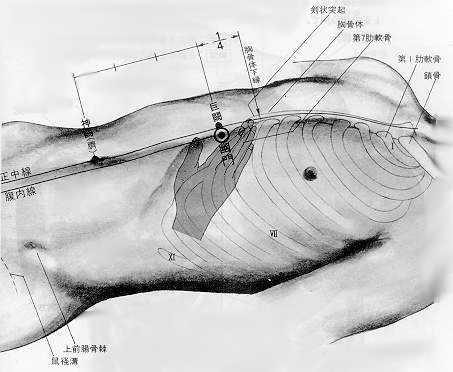 剣状突起
胸骨体
第7肋軟骨
第1肋軟骨
鎖骨
1
4
胸骨体下縁
巨闕
幽門
神闕(臍)
正中線
腹内線
VII
XI
上前腸骨棘
鼠径溝